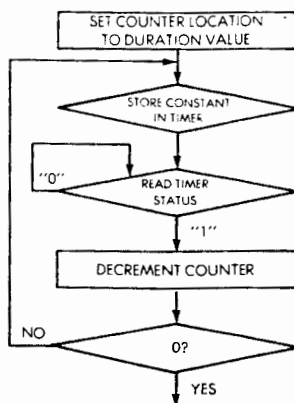 SET COUNTER LOCATION
TO DURATION VALUE
STORE CONSTANT
IN TIMER
"0"
READ TIMER
STATUS
"1"
DECREMENT COUNTER
NO
0?
YES